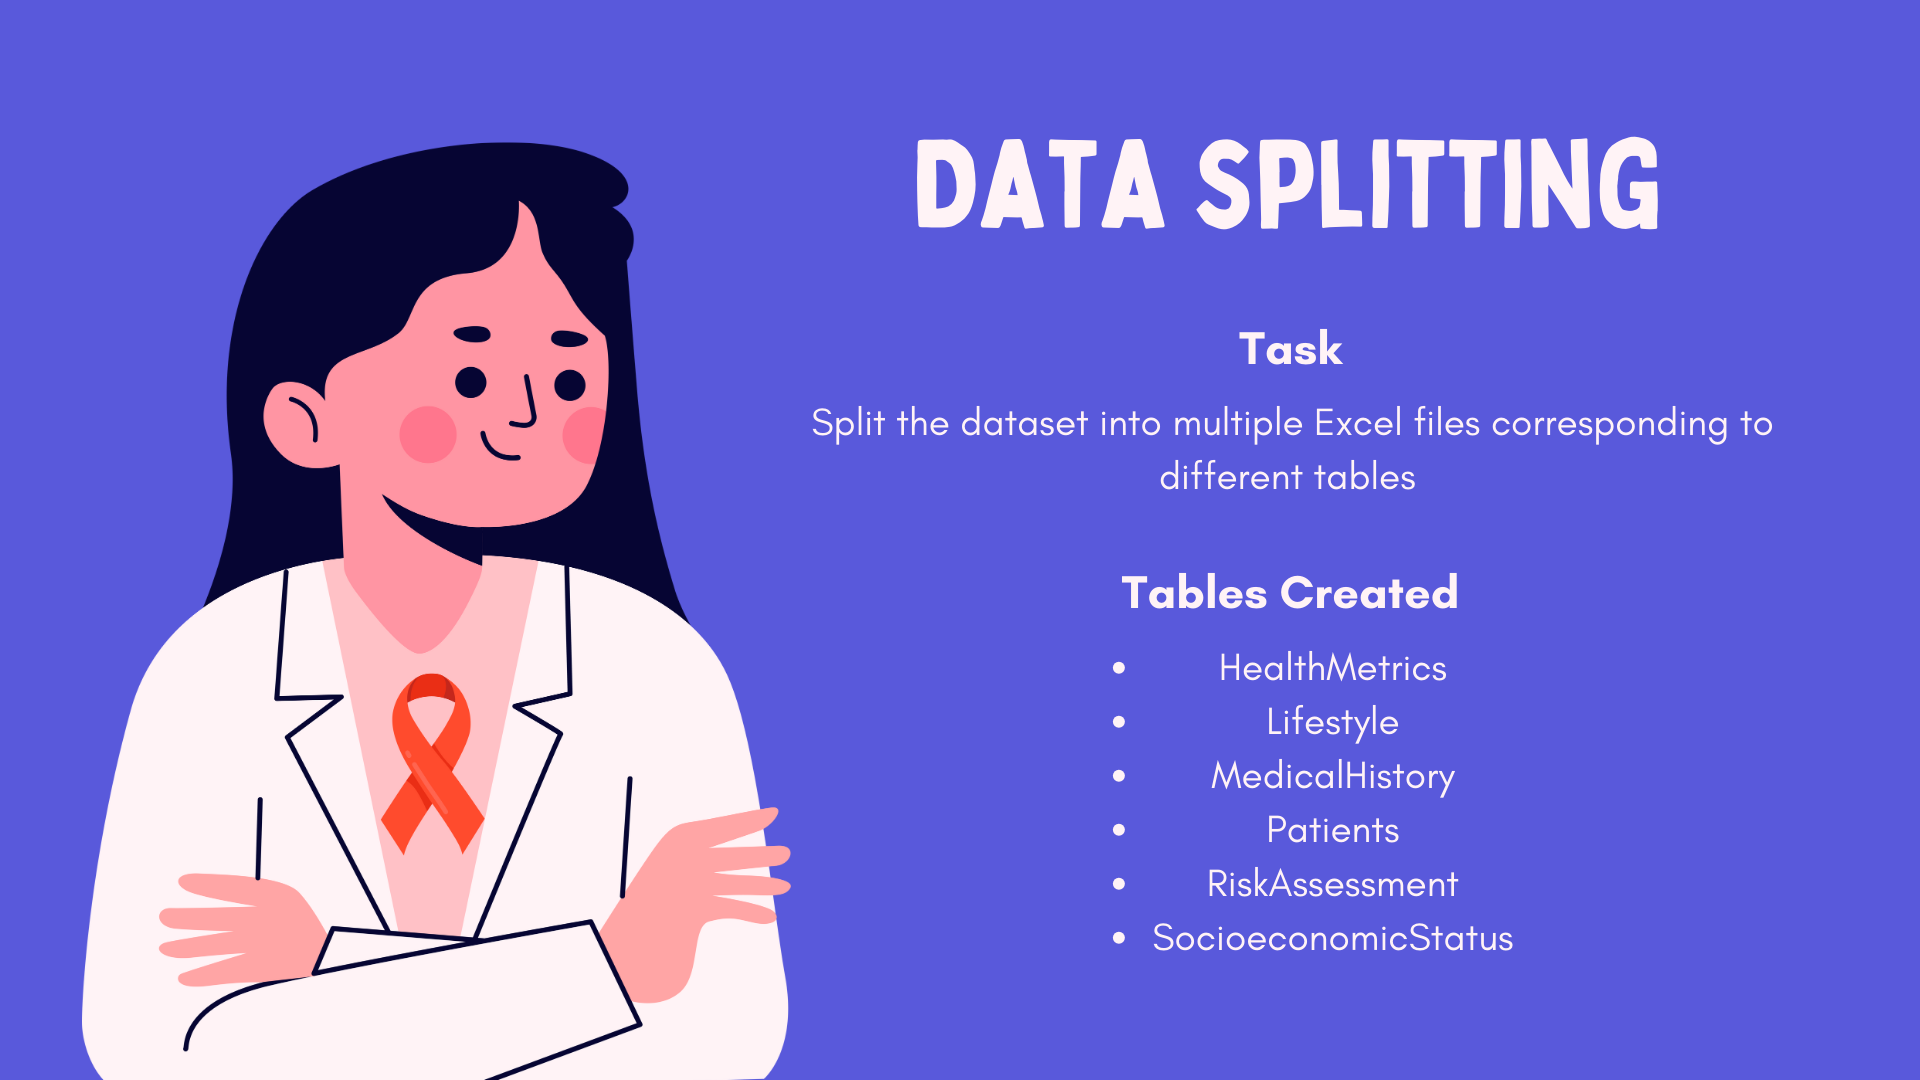 DATA SPLITTING
Task
Split the dataset into multiple Excel files corresponding to
different tables
Tables Created
• HealthMetrics
• Lifestyle
• MedicalHistory
• Patients
• RiskAssessment
• SocioeconomicStatus